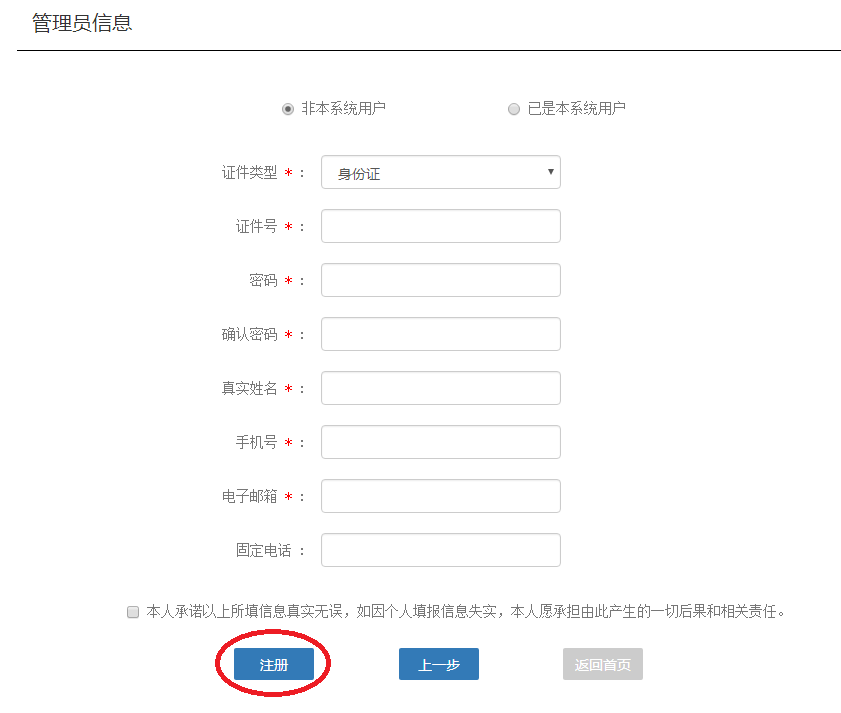 管理员信息
非本系统用户 已是本系统用户
证件类型 * : 身份证
证件号 * :
密码 * :
确认密码 * :
真实姓名 * :
手机号 * :
电子邮箱 * :
固定电话 :
本人承诺以上所填信息真实无误，如因个人填报信息失实，本人愿承担由此产生的一切后果和相关责任。
注册 上一步 返回首页